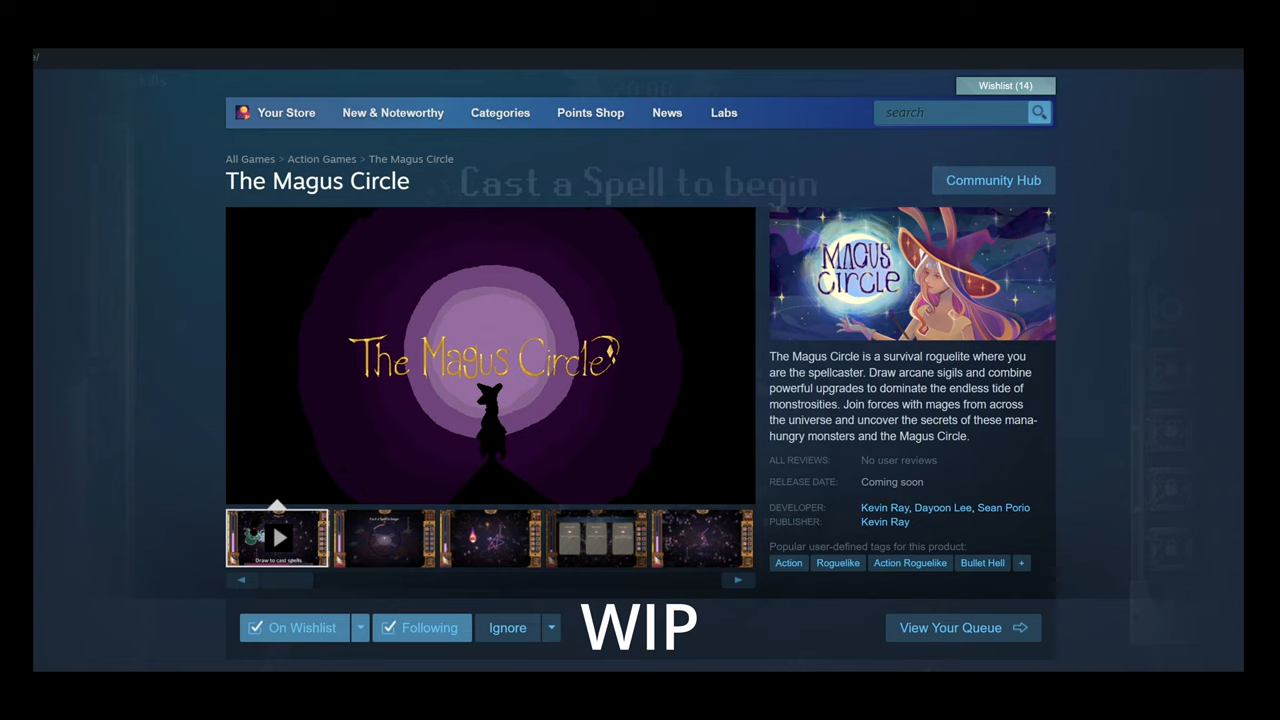 Wishlist (14)
Your Store New & Noteworthy Categories Points Shop News Labs search
All Games > Action Games > The Magus Circle
The Magus Circle
Cast a Spell to begin
Community Hub
The Magus Circle
MAGUS
CIRCLE
The Magus Circle is a survival roguelite where you
are the spellcaster. Draw arcane sigils and combine
powerful upgrades to dominate the endless tide of
monstrosities. Join forces with mages from across
the universe and uncover the secrets of these mana-
hungry monsters and the Magus Circle.
ALL REVIEWS: No user reviews
RELEASE DATE: Coming soon
DEVELOPER: Kevin Ray, Dayoon Lee, Sean Porio
PUBLISHER: Kevin Ray
Popular user-defined tags for this product:
Action Roguelike Action Roguelike Bullet Hell +
Draw to cast spells
On Wishlist Following Ignore
WIP
View Your Queue